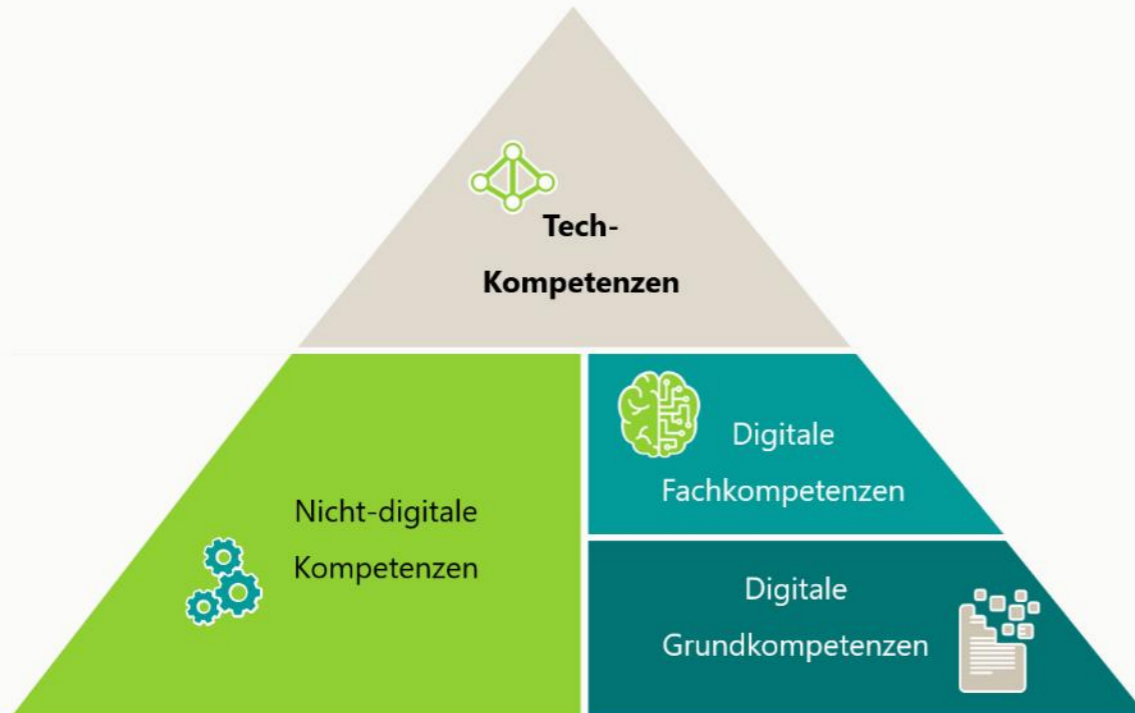 Tech-
Kompetenzen
Nicht-digitale
Kompetenzen
Digitale
Fachkompetenzen
Digitale
Grundkompetenzen